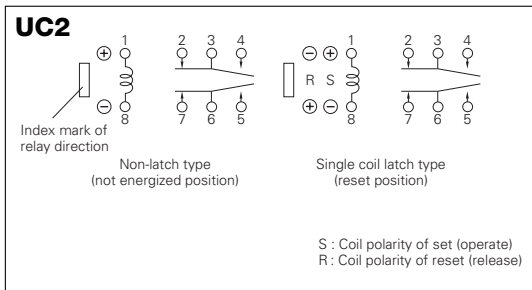 UC2
1 2 3 4
+
−
8 7 6 5
Index mark of
relay direction
Non-latch type
(not energized position)
− + 1 2 3 4
R S
+ − 8 7 6 5
Single coil latch type
(reset position)
S : Coil polarity of set (operate)
R : Coil polarity of reset (release)